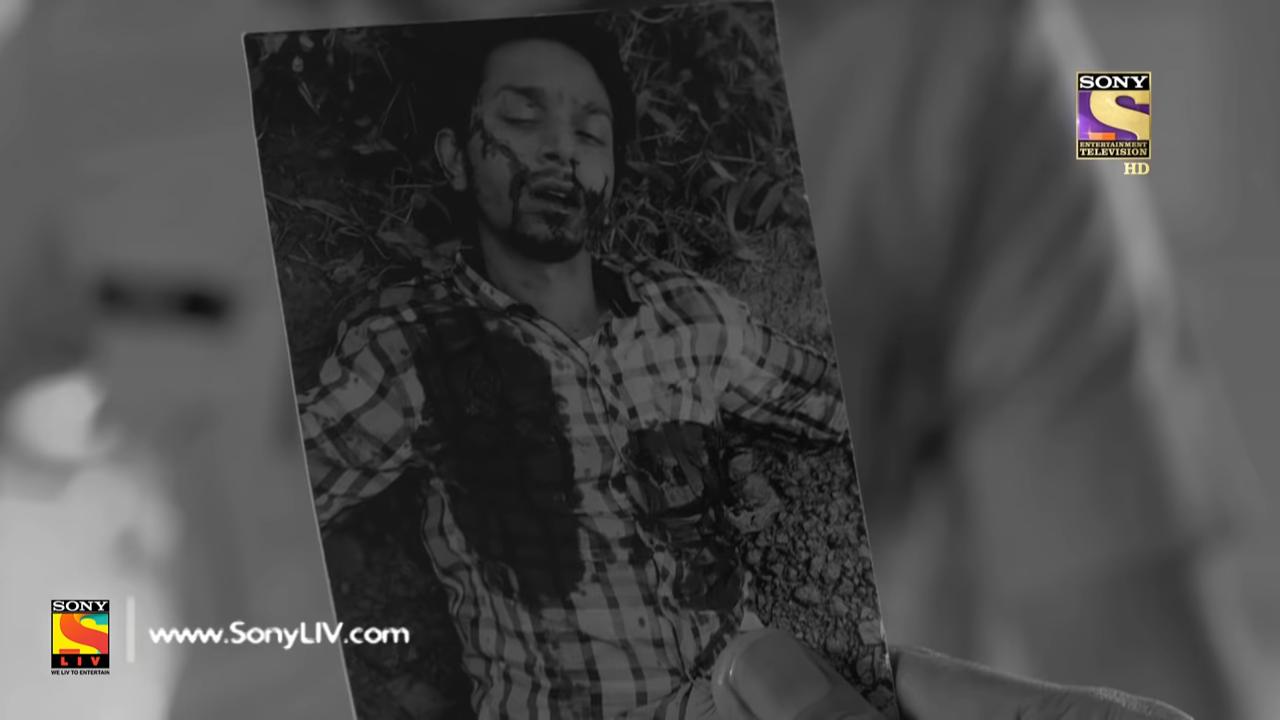 SONY
ENTERTAINMENT
TELEVISION
HD
SONY
LIV
WE LIV TO ENTERTAIN
www.SonyLIV.com